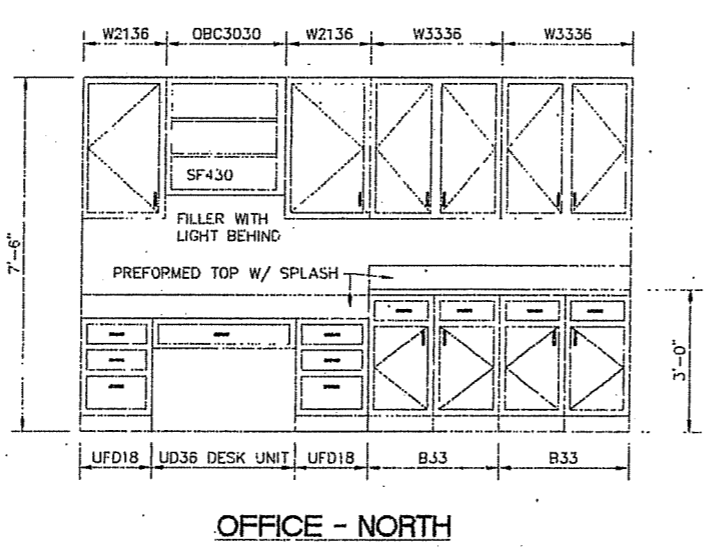 W2136 OBC3030 W2136 W3336 W3336
SF430
FILLER WITH
LIGHT BEHIND
7'-6"
PREFORMED TOP W/ SPLASH
3'-0"
UFD18 UD36 DESK UNIT UFD18 B33 B33
OFFICE - NORTH